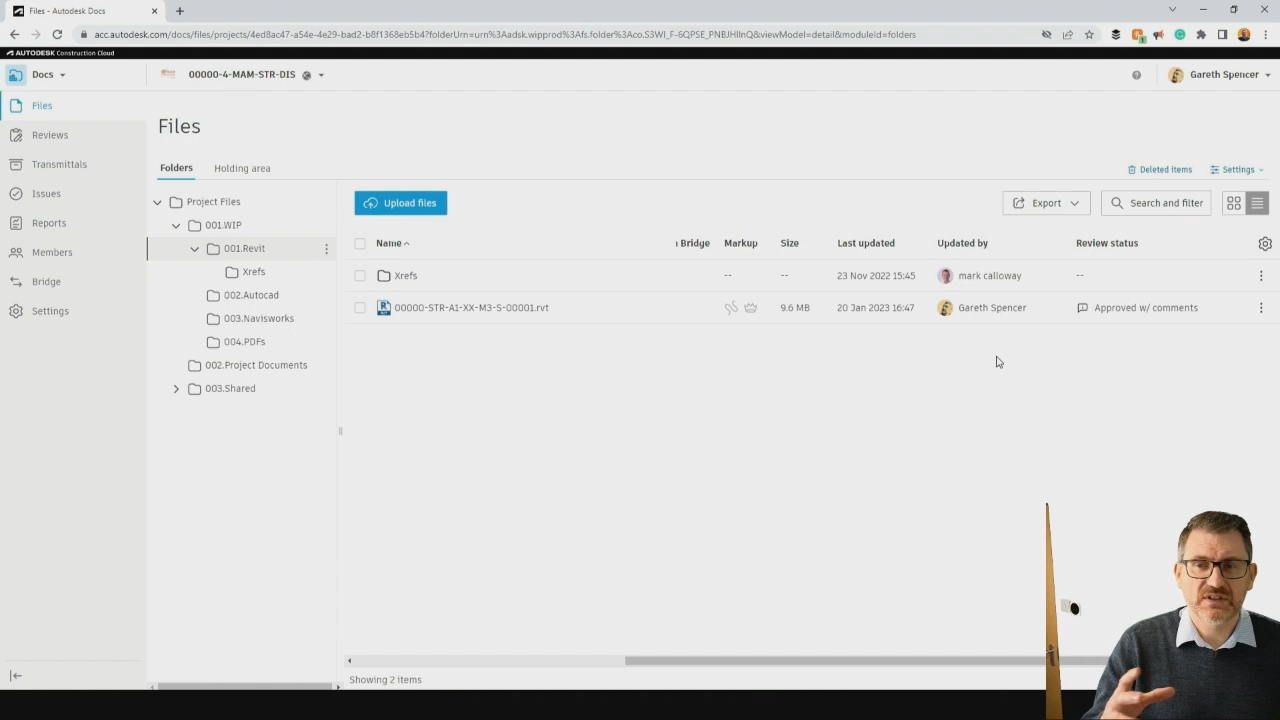 Files - Autodesk Docs
acc.autodesk.com/docs/files/projects/4ed8ac47-a54e-4e29-bad2-b8f1368eb5b4?folderUrn=urn%3Aadsk.wipprod%3Afs.folder%3Aco.S3WI_F-6QPSE_PNBJHIlnQ&viewModel=detail&moduleId=folders
AUTODESK Construction Cloud
Docs
00000-4-MAM-STR-DIS
Gareth Spencer
Files
Reviews
Transmittals
Issues
Reports
Members
Bridge
Settings
Files
Folders
Holding area
Deleted items
Settings
Project Files
001.WIP
001.Revit
Xrefs
002.Autocad
003.Navisworks
004.PDFs
002.Project Documents
003.Shared
Upload files
Export
Search and filter
Name Bridge Markup Size Last updated Updated by Review status
Xrefs -- -- 23 Nov 2022 15:45 mark calloway --
00000-STR-A1-XX-M3-S-00001.rvt 9.6 MB 20 Jan 2023 16:47 Gareth Spencer Approved w/ comments
Showing 2 items